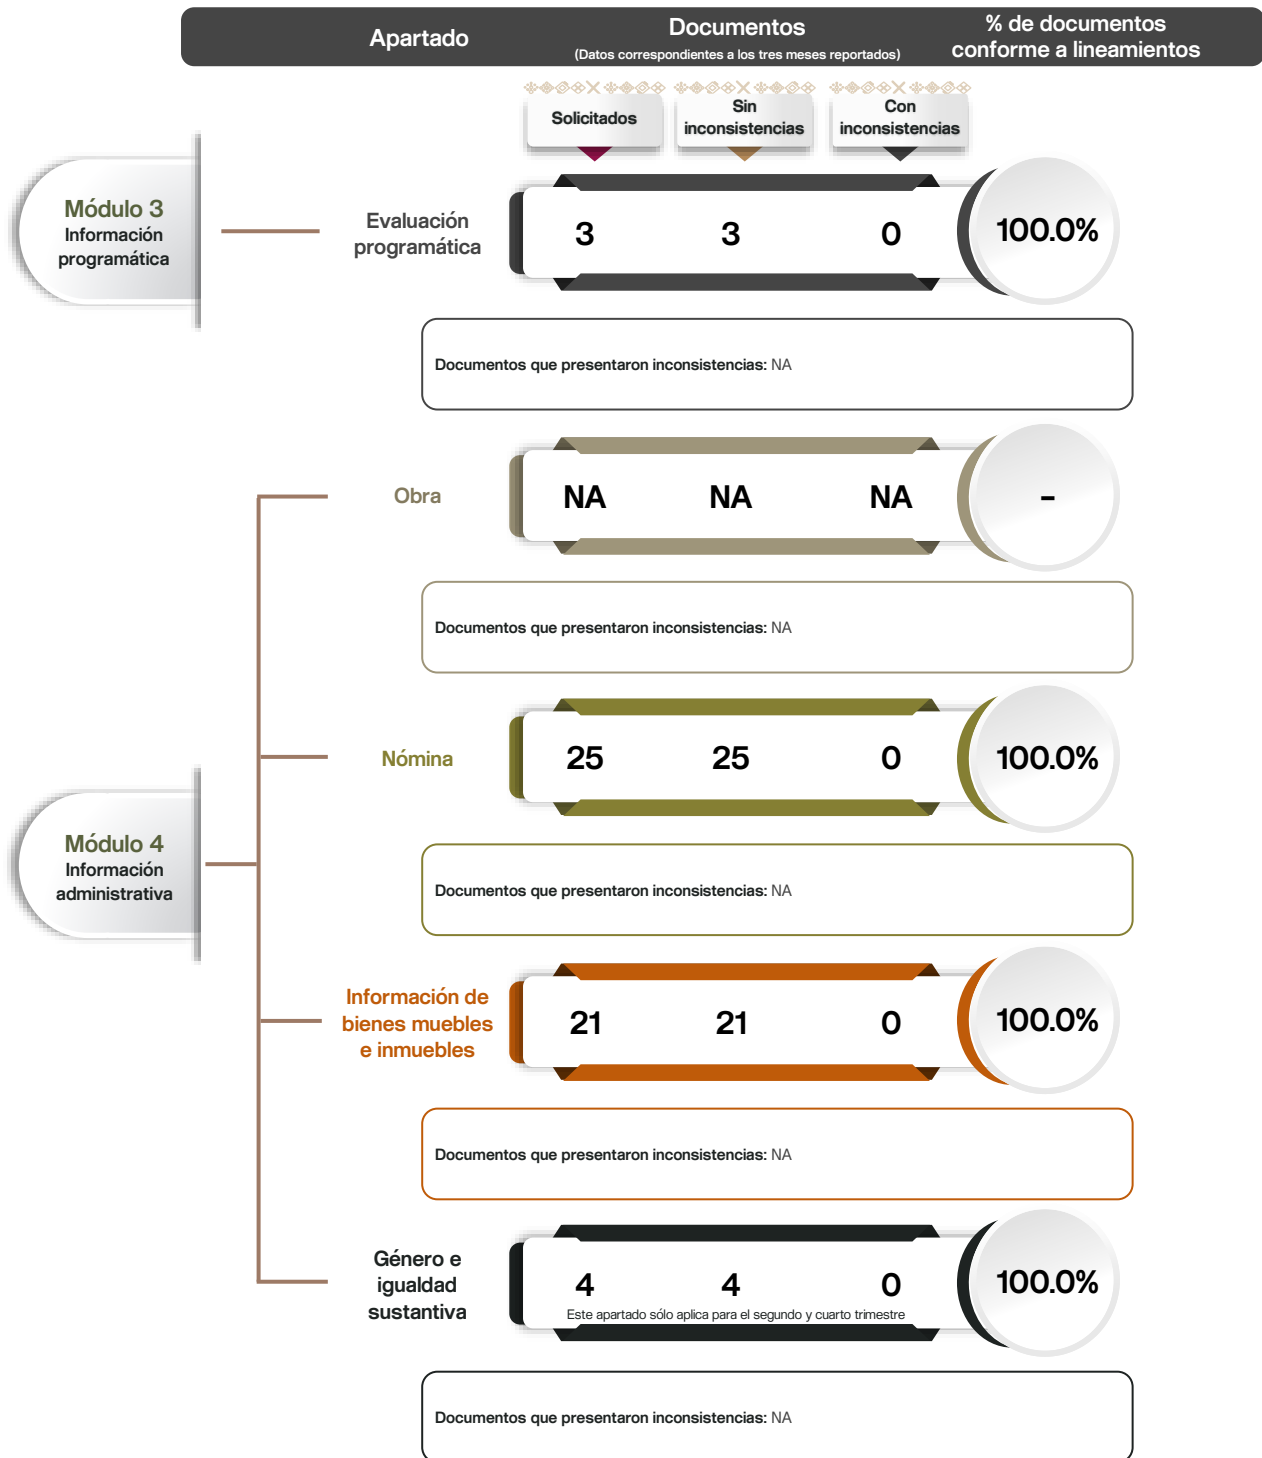 Apartado
Documentos
(Datos correspondientes a los tres meses reportados)
% de documentos
conforme a lineamientos
Solicitados
Sin
inconsistencias
Con
inconsistencias
Módulo 3
Información
programática
Evaluación
programática
3 3 0 100.0%
Documentos que presentaron inconsistencias: NA
Obra
NA NA NA -
Documentos que presentaron inconsistencias: NA
Nómina
25 25 0 100.0%
Módulo 4
Información
administrativa
Documentos que presentaron inconsistencias: NA
Información de
bienes muebles
e inmuebles
21 21 0 100.0%
Documentos que presentaron inconsistencias: NA
Género e
igualdad
sustantiva
4 4 0 100.0%
Este apartado sólo aplica para el segundo y cuarto trimestre
Documentos que presentaron inconsistencias: NA